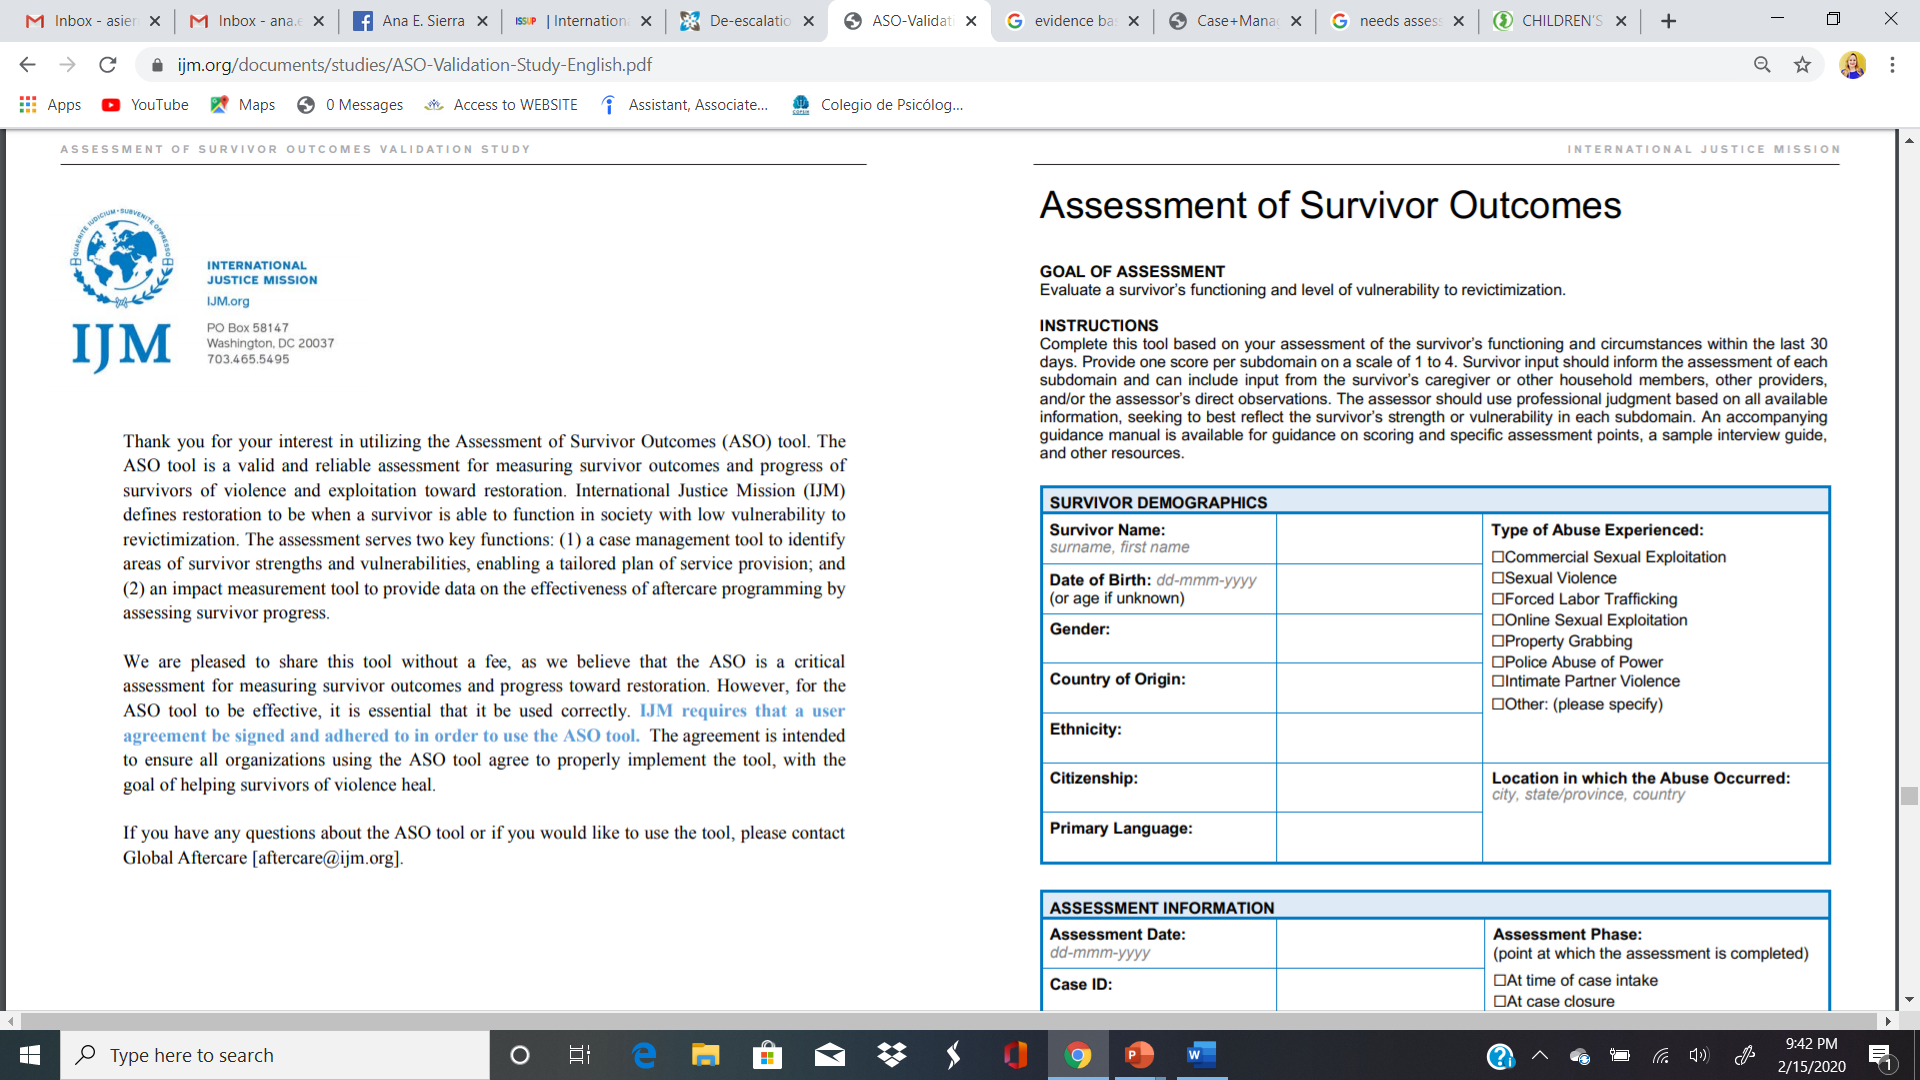 Inbox - asien
Inbox - ana.e
Ana E. Sierra
ISSUP | Internation
De-escalatio
ASO-Validati
evidence ba
Case+Mana
needs assess
CHILDREN'S
ijm.org/documents/studies/ASO-Validation-Study-English.pdf
Apps
YouTube
Maps
0 Messages
Access to WEBSITE
Assistant, Associate...
Colegio de Psicólog...
ASSESSMENT OF SURVIVOR OUTCOMES VALIDATION STUDY
INTERNATIONAL
JUSTICE MISSION
IJM.org
IJM
PO Box 58147
Washington, DC 20037
703.465.5495
Thank you for your interest in utilizing the Assessment of Survivor Outcomes (ASO) tool. The
ASO tool is a valid and reliable assessment for measuring survivor outcomes and progress of
survivors of violence and exploitation toward restoration. International Justice Mission (IJM)
defines restoration to be when a survivor is able to function in society with low vulnerability to
revictimization. The assessment serves two key functions: (1) a case management tool to identify
areas of survivor strengths and vulnerabilities, enabling a tailored plan of service provision; and
(2) an impact measurement tool to provide data on the effectiveness of aftercare programming by
assessing survivor progress.
We are pleased to share this tool without a fee, as we believe that the ASO is a critical
assessment for measuring survivor outcomes and progress toward restoration. However, for the
ASO tool to be effective, it is essential that it be used correctly. IJM requires that a user
agreement be signed and adhered to in order to use the ASO tool. The agreement is intended
to ensure all organizations using the ASO tool agree to properly implement the tool, with the
goal of helping survivors of violence heal.
If you have any questions about the ASO tool or if you would like to use the tool, please contact
Global Aftercare [aftercare@ijm.org].
INTERNATIONAL JUSTICE MISSION
Assessment of Survivor Outcomes
GOAL OF ASSESSMENT
Evaluate a survivor's functioning and level of vulnerability to revictimization.
INSTRUCTIONS
Complete this tool based on your assessment of the survivor's functioning and circumstances within the last 30
days. Provide one score per subdomain on a scale of 1 to 4. Survivor input should inform the assessment of each
subdomain and can include input from the survivor's caregiver or other household members, other providers,
and/or the assessor's direct observations. The assessor should use professional judgment based on all available
information, seeking to best reflect the survivor's strength or vulnerability in each subdomain. An accompanying
guidance manual is available for guidance on scoring and specific assessment points, a sample interview guide,
and other resources.
SURVIVOR DEMOGRAPHICS
Survivor Name:
surname, first name
Date of Birth: dd-mmm-yyyy
(or age if unknown)
Gender:
Country of Origin:
Ethnicity:
Citizenship:
Primary Language:
Type of Abuse Experienced:
☐Commercial Sexual Exploitation
☐Sexual Violence
☐Forced Labor Trafficking
☐Online Sexual Exploitation
☐Property Grabbing
☐Police Abuse of Power
☐Intimate Partner Violence
☐Other: (please specify)
Location in which the Abuse Occurred:
city, state/province, country
ASSESSMENT INFORMATION
Assessment Date:
dd-mmm-yyyy
Case ID:
Assessment Phase:
(point at which the assessment is completed)
☐At time of case intake
☐At case closure
Type here to search
9:42 PM
2/15/2020
1